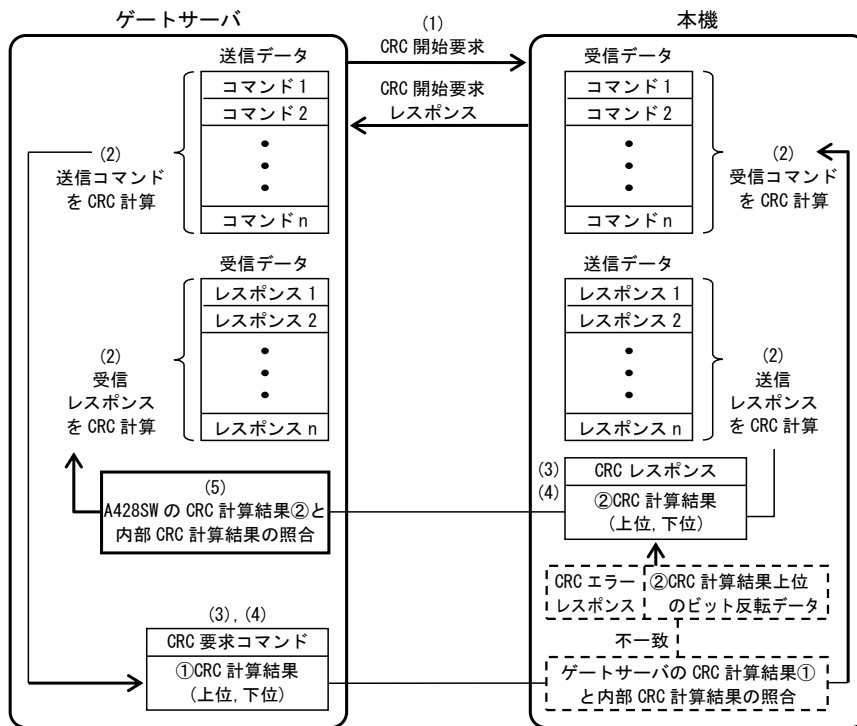 ゲートサーバ
(1)
CRC 開始要求
本機
送信データ
コマンド 1
コマンド 2
コマンド n
CRC 開始要求
レスポンス
受信データ
コマンド 1
コマンド 2
コマンド n
(2)
送信コマンド
を CRC 計算
(2)
受信コマンド
を CRC 計算
受信データ
レスポンス 1
レスポンス 2
レスポンス n
送信データ
レスポンス 1
レスポンス 2
レスポンス n
(2)
受信
レスポンス
を CRC 計算
(2)
送信
レスポンス
を CRC 計算
(5)
A428SW の CRC 計算結果②と
内部 CRC 計算結果の照合
(3)
(4)
CRC レスポンス
②CRC 計算結果
(上位, 下位)
CRC エラー
レスポンス
②CRC 計算結果上位
のビット反転データ
不一致
(3), (4)
CRC 要求コマンド
①CRC 計算結果
(上位, 下位)
ゲートサーバの CRC 計算結果①
と内部 CRC 計算結果の照合